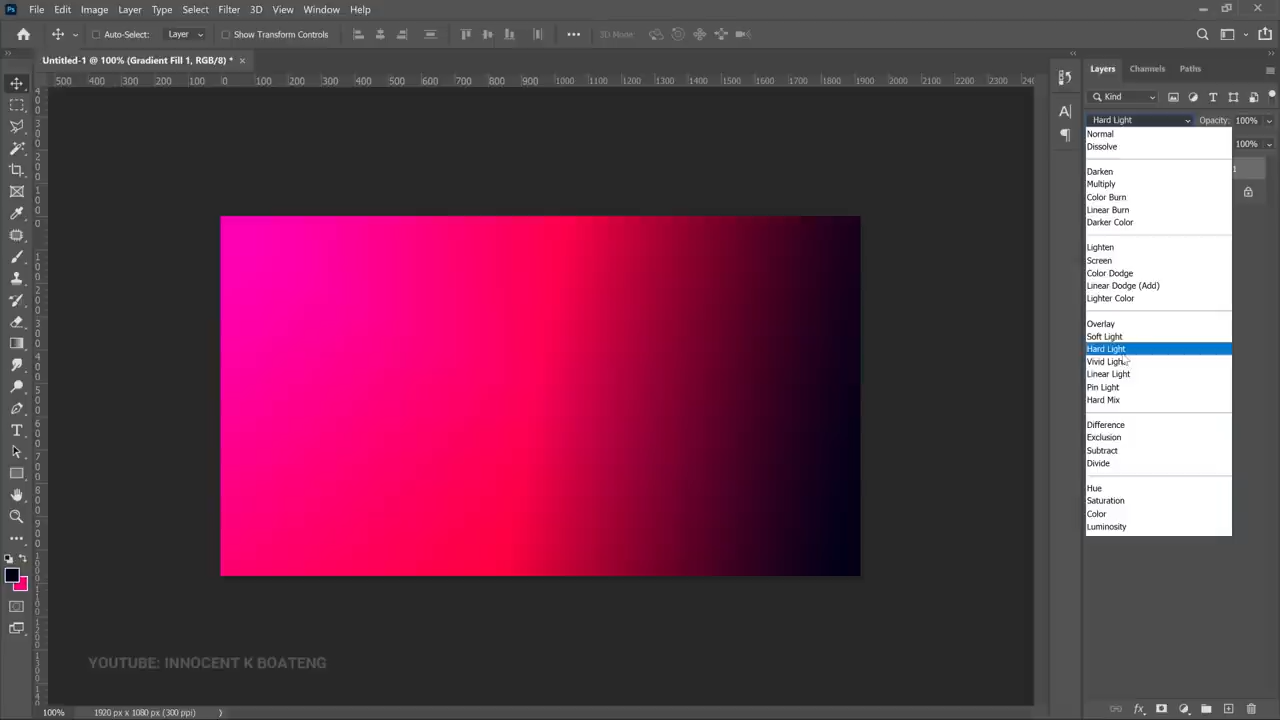 Ps File Edit Image Layer Type Select Filter 3D View Window Help
Auto-Select: Layer Show Transform Controls 3D Mode:
Untitled-1 @ 100% (Gradient Fill 1, RGB/8) * ×
500 400 300 200 100 0 100 200 300 400 500 600 700 800 900 1000 1100 1200 1300 1400 1500 1600 1700 1800 1900 2000 2100 2200 2300
Layers Channels Paths
Kind
Hard Light Opacity: 100%
Normal 100%
Dissolve
1
Darken
Multiply
Color Burn
Linear Burn
Darker Color
Lighten
Screen
Color Dodge
Linear Dodge (Add)
Lighter Color
Overlay
Soft Light
Hard Light
Vivid Light
Linear Light
Pin Light
Hard Mix
Difference
Exclusion
Subtract
Divide
Hue
Saturation
Color
Luminosity
YOUTUBE: INNOCENT K BOATENG
100% 1920 px x 1080 px (300 ppi)